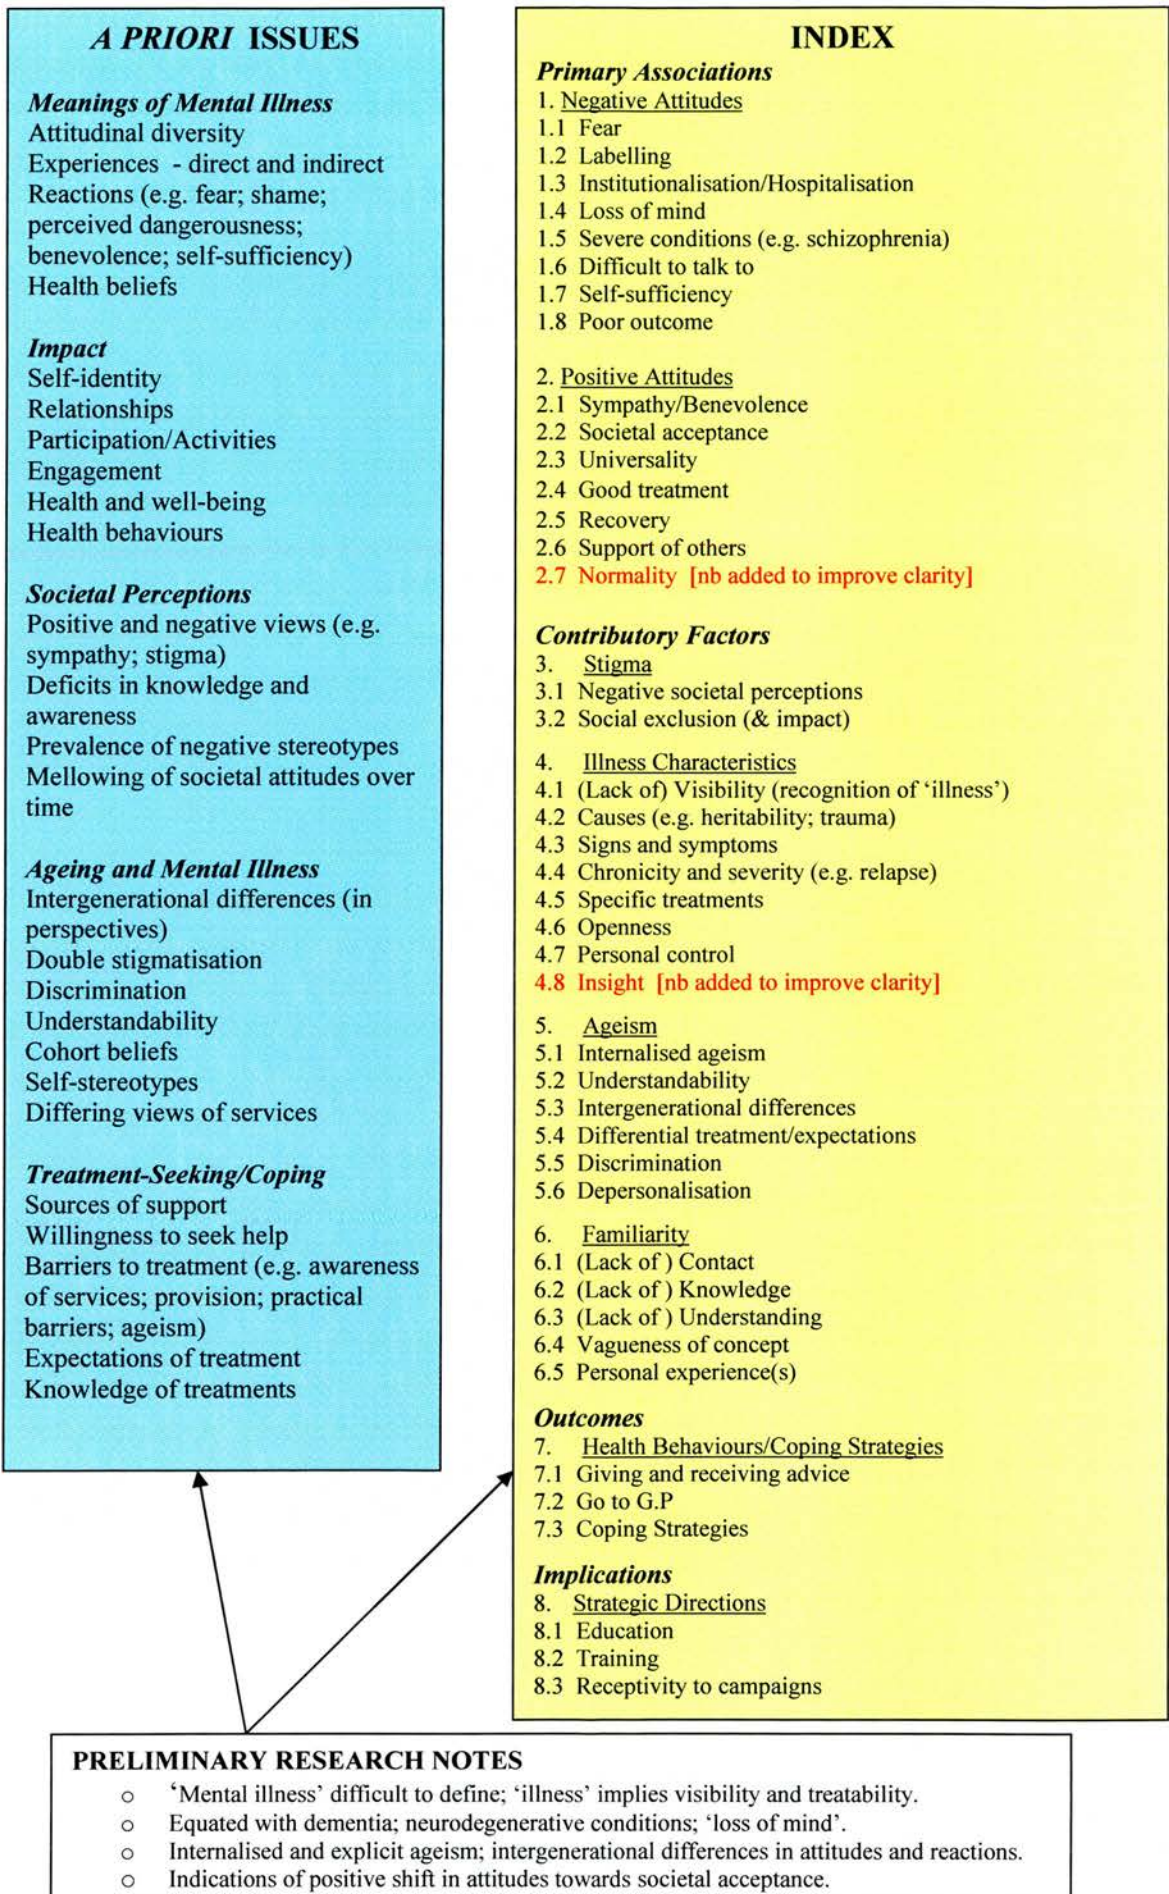 A PRIORI ISSUES
Meanings of Mental Illness
Attitudinal diversity
Experiences - direct and indirect
Reactions (e.g. fear; shame;
perceived dangerousness;
benevolence; self-sufficiency)
Health beliefs
Impact
Self-identity
Relationships
Participation/Activities
Engagement
Health and well-being
Health behaviours
Societal Perceptions
Positive and negative views (e.g.
sympathy; stigma)
Deficits in knowledge and
awareness
Prevalence of negative stereotypes
Mellowing of societal attitudes over
time
Ageing and Mental Illness
Intergenerational differences (in
perspectives)
Double stigmatisation
Discrimination
Understandability
Cohort beliefs
Self-stereotypes
Differing views of services
Treatment-Seeking/Coping
Sources of support
Willingness to seek help
Barriers to treatment (e.g. awareness
of services; provision; practical
barriers; ageism)
Expectations of treatment
Knowledge of treatments
INDEX
Primary Associations
1. Negative Attitudes
1.1 Fear
1.2 Labelling
1.3 Institutionalisation/Hospitalisation
1.4 Loss of mind
1.5 Severe conditions (e.g. schizophrenia)
1.6 Difficult to talk to
1.7 Self-sufficiency
1.8 Poor outcome
2. Positive Attitudes
2.1 Sympathy/Benevolence
2.2 Societal acceptance
2.3 Universality
2.4 Good treatment
2.5 Recovery
2.6 Support of others
2.7 Normality [nb added to improve clarity]
Contributory Factors
3. Stigma
3.1 Negative societal perceptions
3.2 Social exclusion (& impact)
4. Illness Characteristics
4.1 (Lack of) Visibility (recognition of ‘illness’)
4.2 Causes (e.g. heritability; trauma)
4.3 Signs and symptoms
4.4 Chronicity and severity (e.g. relapse)
4.5 Specific treatments
4.6 Openness
4.7 Personal control
4.8 Insight [nb added to improve clarity]
5. Ageism
5.1 Internalised ageism
5.2 Understandability
5.3 Intergenerational differences
5.4 Differential treatment/expectations
5.5 Discrimination
5.6 Depersonalisation
6. Familiarity
6.1 (Lack of ) Contact
6.2 (Lack of ) Knowledge
6.3 (Lack of ) Understanding
6.4 Vagueness of concept
6.5 Personal experience(s)
Outcomes
7. Health Behaviours/Coping Strategies
7.1 Giving and receiving advice
7.2 Go to G.P
7.3 Coping Strategies
Implications
8. Strategic Directions
8.1 Education
8.2 Training
8.3 Receptivity to campaigns
PRELIMINARY RESEARCH NOTES
o ‘Mental illness’ difficult to define; ‘illness’ implies visibility and treatability.
o Equated with dementia; neurodegenerative conditions; ‘loss of mind’.
o Internalised and explicit ageism; intergenerational differences in attitudes and reactions.
o Indications of positive shift in attitudes towards societal acceptance.